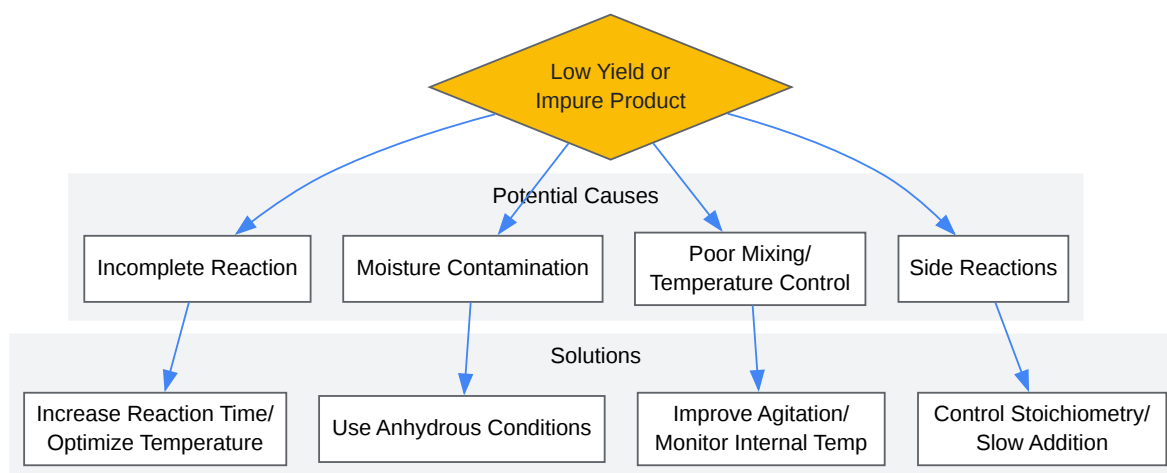 Low Yield or
Impure Product
Potential Causes
Incomplete Reaction
Moisture Contamination
Poor Mixing/
Temperature Control
Side Reactions
Solutions
Increase Reaction Time/
Optimize Temperature
Use Anhydrous Conditions
Improve Agitation/
Monitor Internal Temp
Control Stoichiometry/
Slow Addition